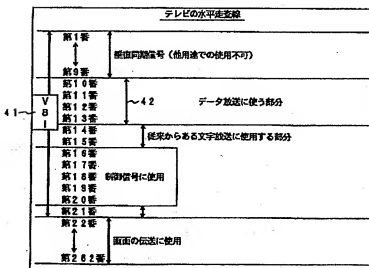 テレビの水平走査線
第1番
垂直同期信号(他用途での使用不可)
第9番
第10番
第11番
第12番
第13番
42
データ放送に使う部分
41
VBI
第14番
第15番
従来からある文字放送に使用する部分
第16番
第17番
第18番
第19番
第20番
制御信号に使用
第21番
第22番
画面の伝送に使用
第262番